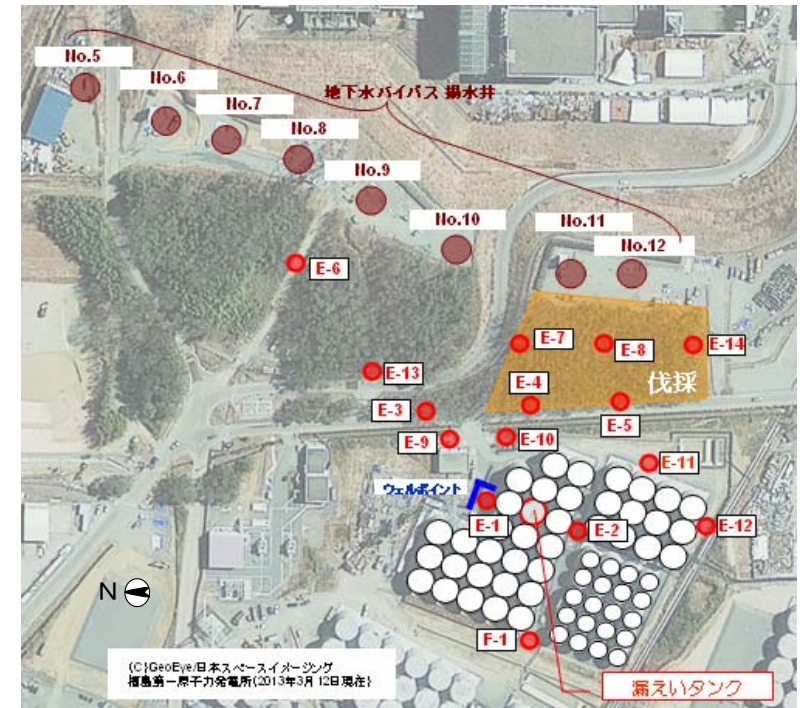 No.5
No.6
No.7
地下水バイパス 揚水井
No.8
No.9
No.10
No.11
No.12
E-6
E-7
E-8
E-14
E-13
伐採
E-4
E-3
E-5
E-9
E-10
E-11
ウェルポイント
E-1
E-2
E-12
N
F-1
(C)GeoEye/日本スペースイメージング
福島第一原子力発電所(2013年3月12日現在)
漏えいタンク